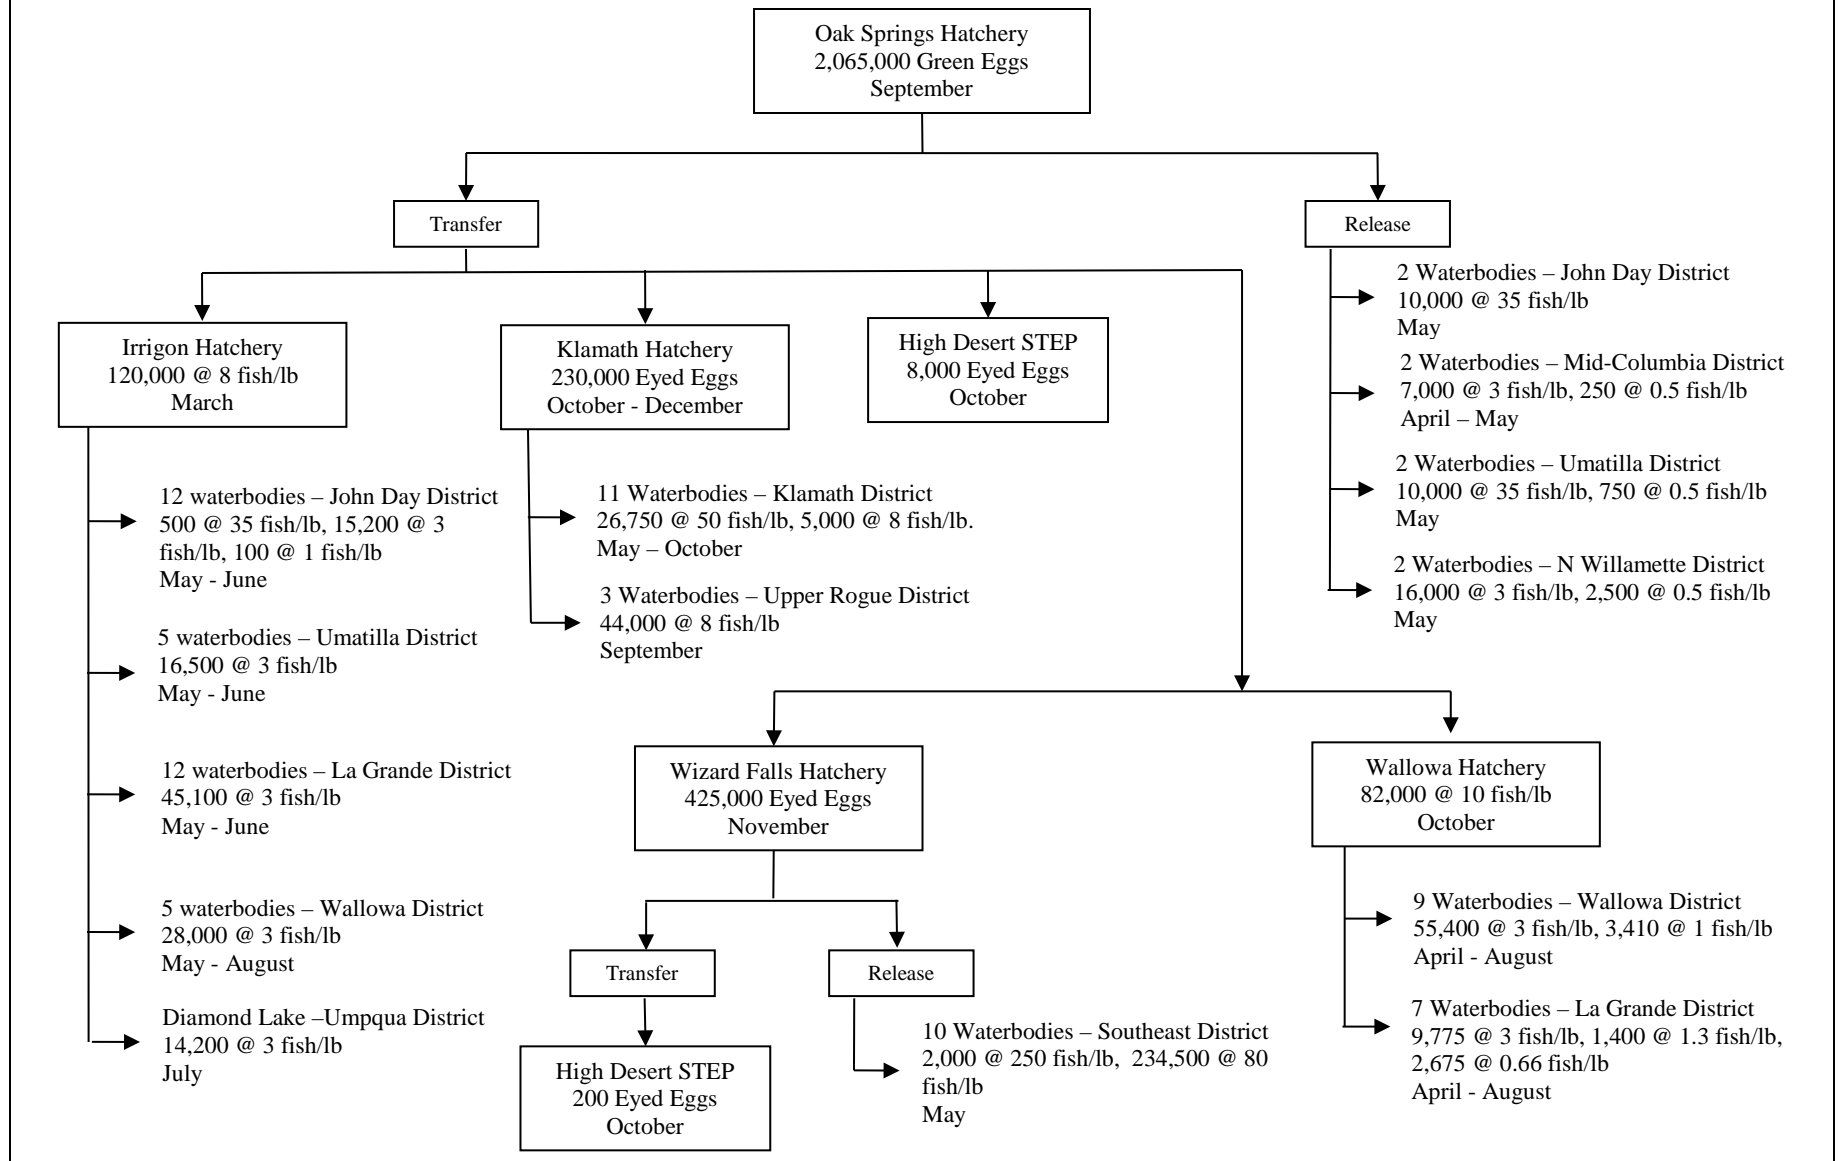 Oak Springs Hatchery
2,065,000 Green Eggs
September
Transfer
Release
Irrigon Hatchery
120,000 @ 8 fish/lb
March
Klamath Hatchery
230,000 Eyed Eggs
October - December
High Desert STEP
8,000 Eyed Eggs
October
2 Waterbodies – John Day District
10,000 @ 35 fish/lb
May
2 Waterbodies – Mid-Columbia District
7,000 @ 3 fish/lb, 250 @ 0.5 fish/lb
April – May
2 Waterbodies – Umatilla District
10,000 @ 35 fish/lb, 750 @ 0.5 fish/lb
May
2 Waterbodies – N Willamette District
16,000 @ 3 fish/lb, 2,500 @ 0.5 fish/lb
May
12 waterbodies – John Day District
500 @ 35 fish/lb, 15,200 @ 3
fish/lb, 100 @ 1 fish/lb
May - June
5 waterbodies – Umatilla District
16,500 @ 3 fish/lb
May - June
12 waterbodies – La Grande District
45,100 @ 3 fish/lb
May - June
5 waterbodies – Wallowa District
28,000 @ 3 fish/lb
May - August
Diamond Lake –Umpqua District
14,200 @ 3 fish/lb
July
11 Waterbodies – Klamath District
26,750 @ 50 fish/lb, 5,000 @ 8 fish/lb.
May – October
3 Waterbodies – Upper Rogue District
44,000 @ 8 fish/lb
September
Wizard Falls Hatchery
425,000 Eyed Eggs
November
Transfer
Release
High Desert STEP
200 Eyed Eggs
October
10 Waterbodies – Southeast District
2,000 @ 250 fish/lb, 234,500 @ 80
fish/lb
May
Wallowa Hatchery
82,000 @ 10 fish/lb
October
9 Waterbodies – Wallowa District
55,400 @ 3 fish/lb, 3,410 @ 1 fish/lb
April - August
7 Waterbodies – La Grande District
9,775 @ 3 fish/lb, 1,400 @ 1.3 fish/lb,
2,675 @ 0.66 fish/lb
April - August